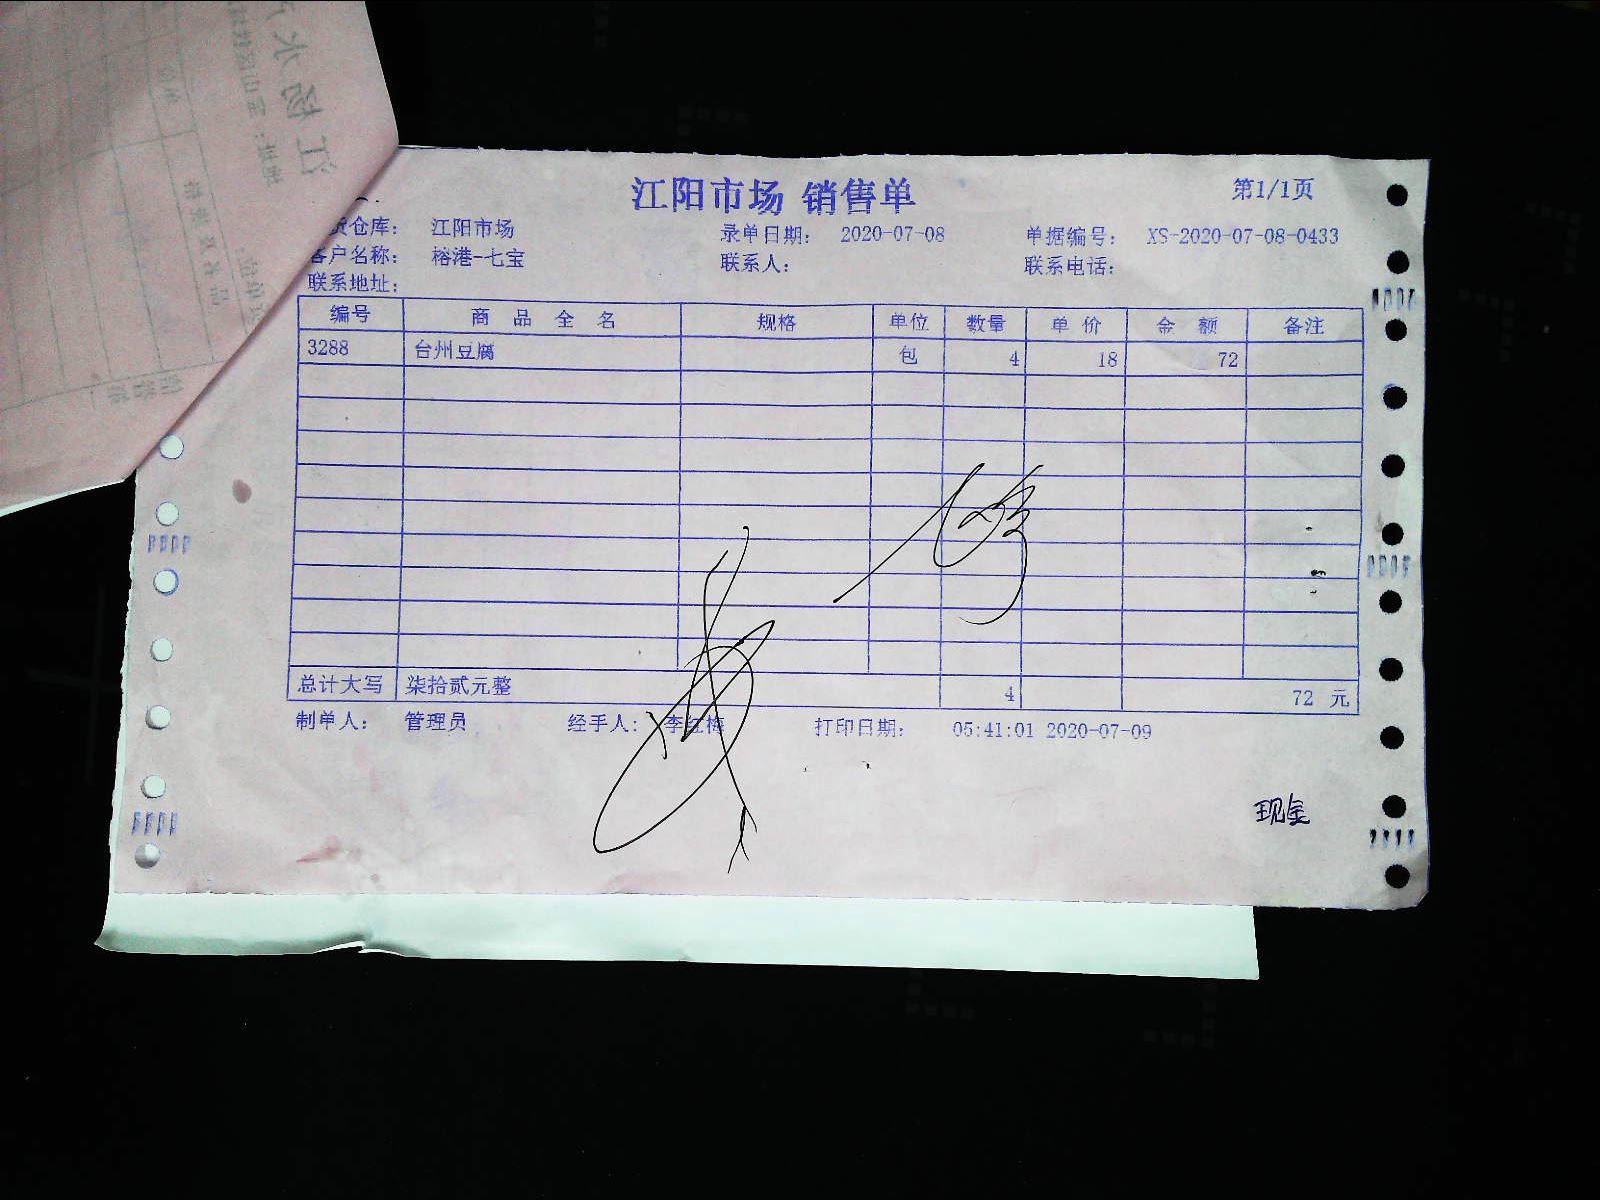 江阳市场 销售单
第1/1页
货仓库： 江阳市场 录单日期： 2020-07-08 单据编号： XS-2020-07-08-0433
客户名称： 榕港-七宝 联系人： 联系电话：
联系地址：
编号 商品全名 规格 单位 数量 单价 金额 备注
3288 台州豆腐 包 4 18 72
总计大写 柒拾贰元整 4 72 元
制单人： 管理员 经手人： 李红梅 打印日期： 05:41:01 2020-07-09
现金